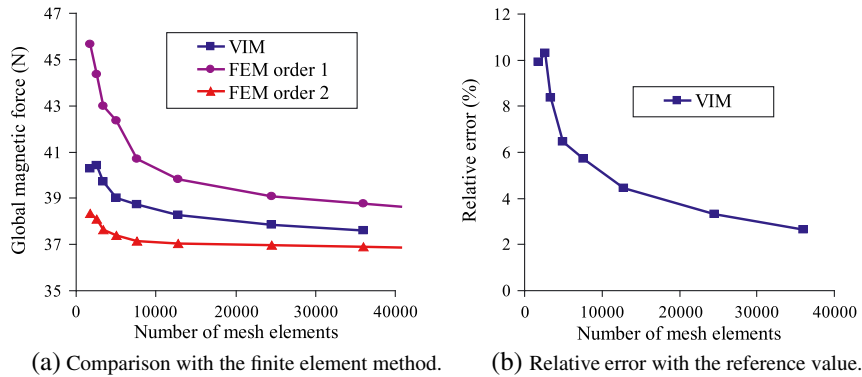 47
45
43
41
39
37
35
Global magnetic force (N)
VIM
FEM order 1
FEM order 2
0 10000 20000 30000 40000
Number of mesh elements
(a) Comparison with the finite element method.
12
10
8
6
4
2
0
Relative error (%)
VIM
0 10000 20000 30000 40000
Number of mesh elements
(b) Relative error with the reference value.